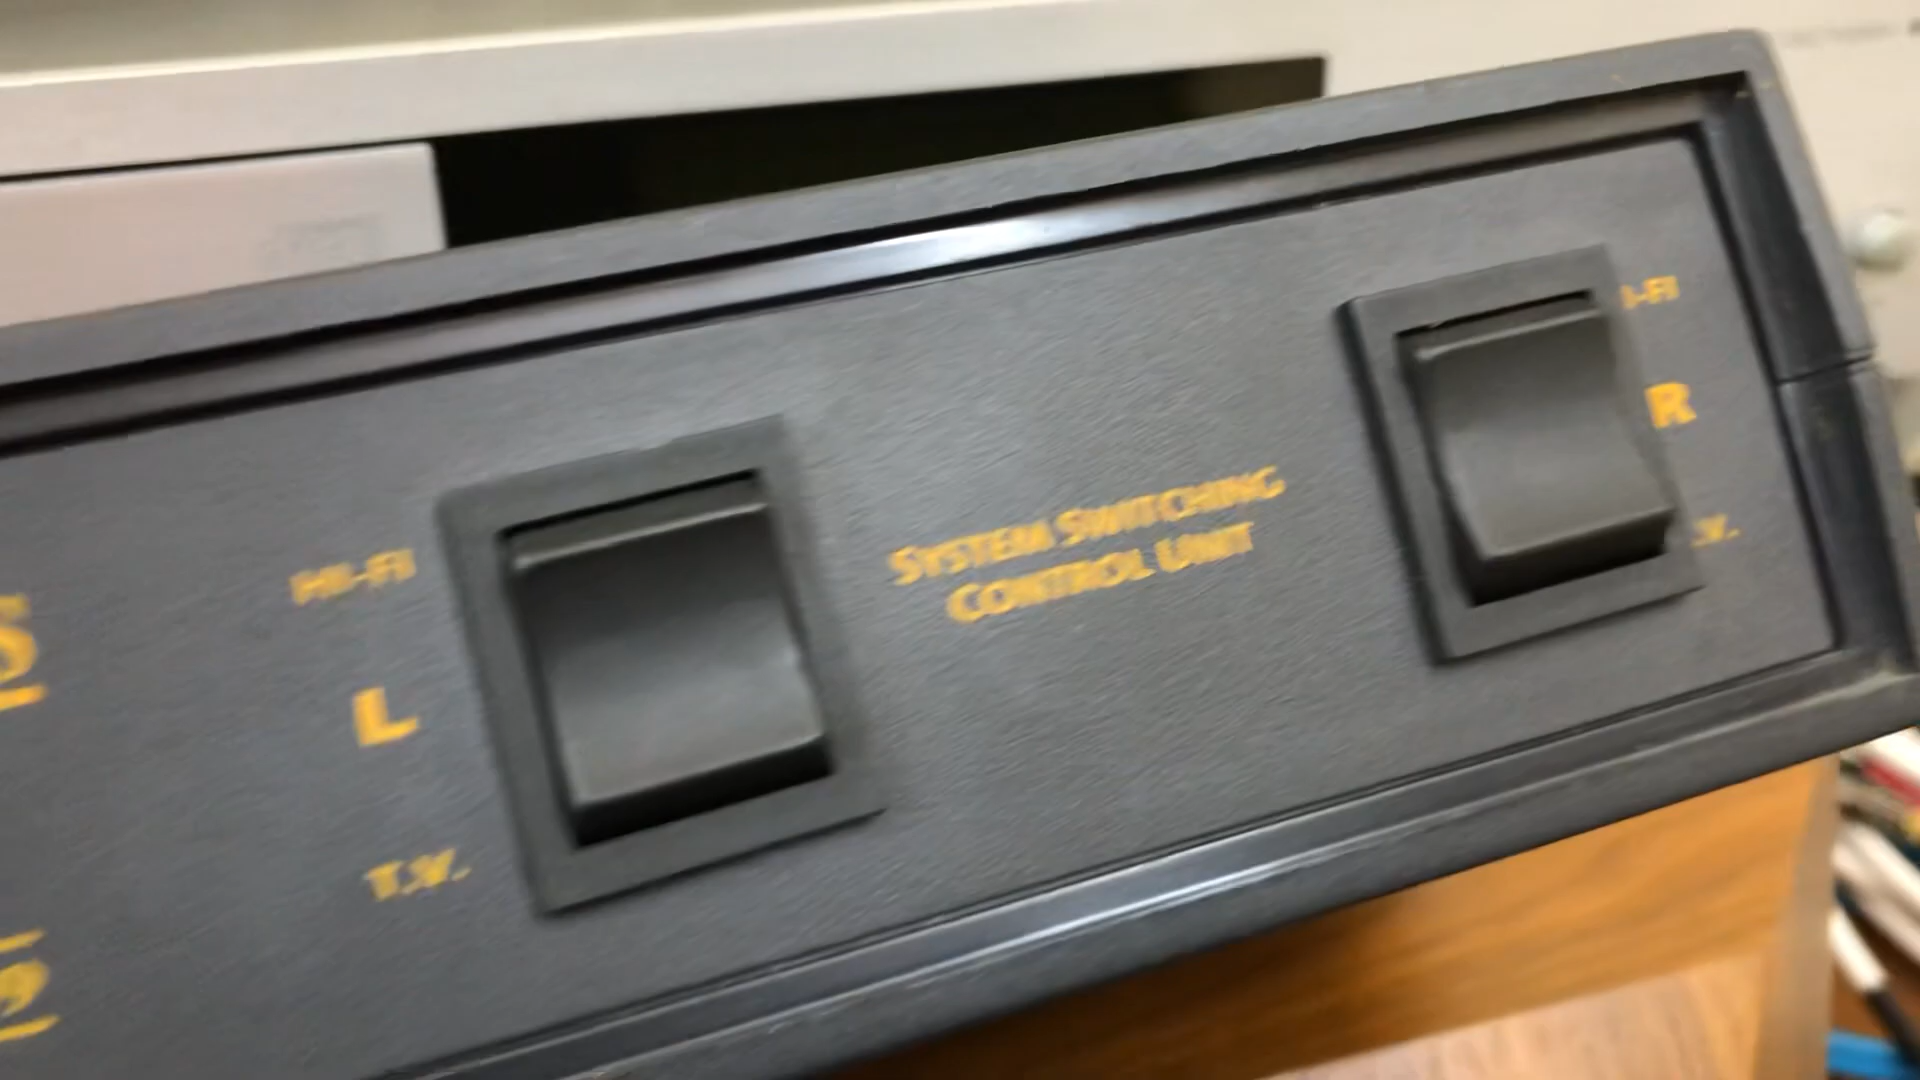 HI-FI
L
T.V.
SYSTEM SWITCHING
CONTROL UNIT
R